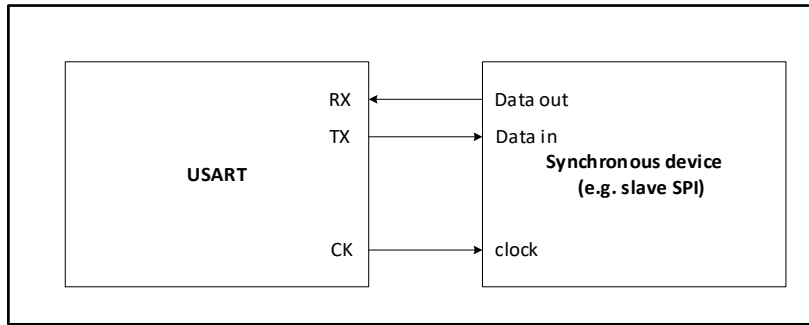 RX
Data out
TX
Data in
USART
Synchronous device
(e.g. slave SPI)
CK
clock